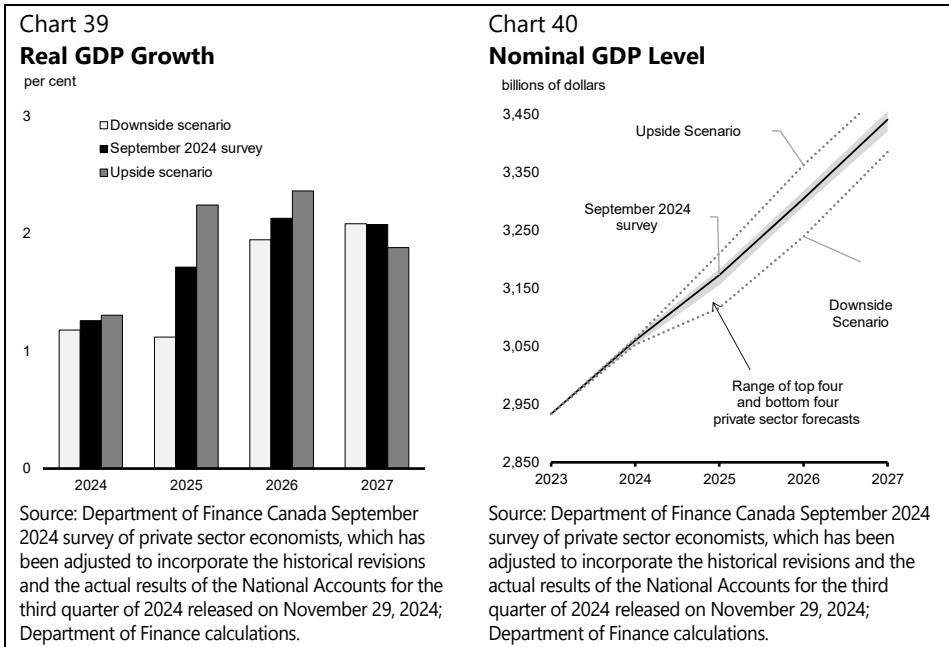 Chart 39
Real GDP Growth
per cent
3
2
1
0
Downside scenario
September 2024 survey
Upside scenario
2024 2025 2026 2027
Source: Department of Finance Canada September
2024 survey of private sector economists, which has
been adjusted to incorporate the historical revisions
and the actual results of the National Accounts for the
third quarter of 2024 released on November 29, 2024;
Department of Finance calculations.
Chart 40
Nominal GDP Level
billions of dollars
3,450
3,350
3,250
3,150
3,050
2,950
2,850
Upside Scenario
September 2024
survey
Downside
Scenario
Range of top four
and bottom four
private sector forecasts
2023 2024 2025 2026 2027
Source: Department of Finance Canada September 2024
survey of private sector economists, which has been
adjusted to incorporate the historical revisions and the
actual results of the National Accounts for the third
quarter of 2024 released on November 29, 2024;
Department of Finance calculations.